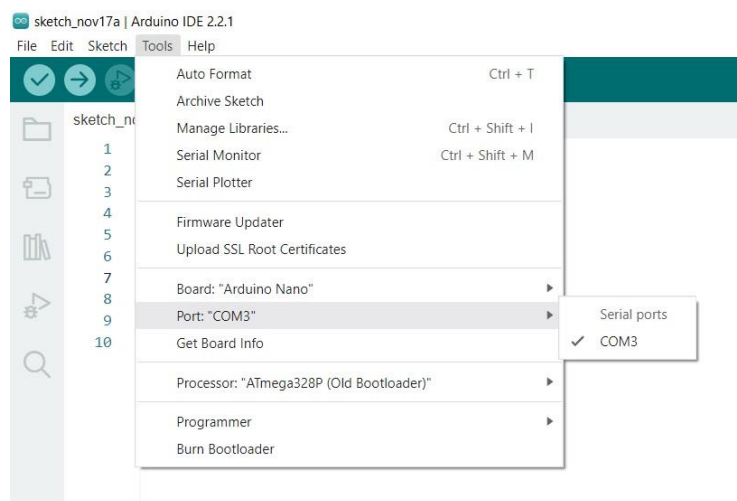 sketch_nov17a | Arduino IDE 2.2.1
File Edit Sketch Tools Help
sketch_n
Auto Format Ctrl + T
Archive Sketch
Manage Libraries... Ctrl + Shift + I
Serial Monitor Ctrl + Shift + M
Serial Plotter
Firmware Updater
Upload SSL Root Certificates
Board: "Arduino Nano"
Port: "COM3"
Get Board Info
Processor: "ATmega328P (Old Bootloader)"
Programmer
Burn Bootloader
Serial ports
COM3
1
2
3
4
5
6
7
8
9
10